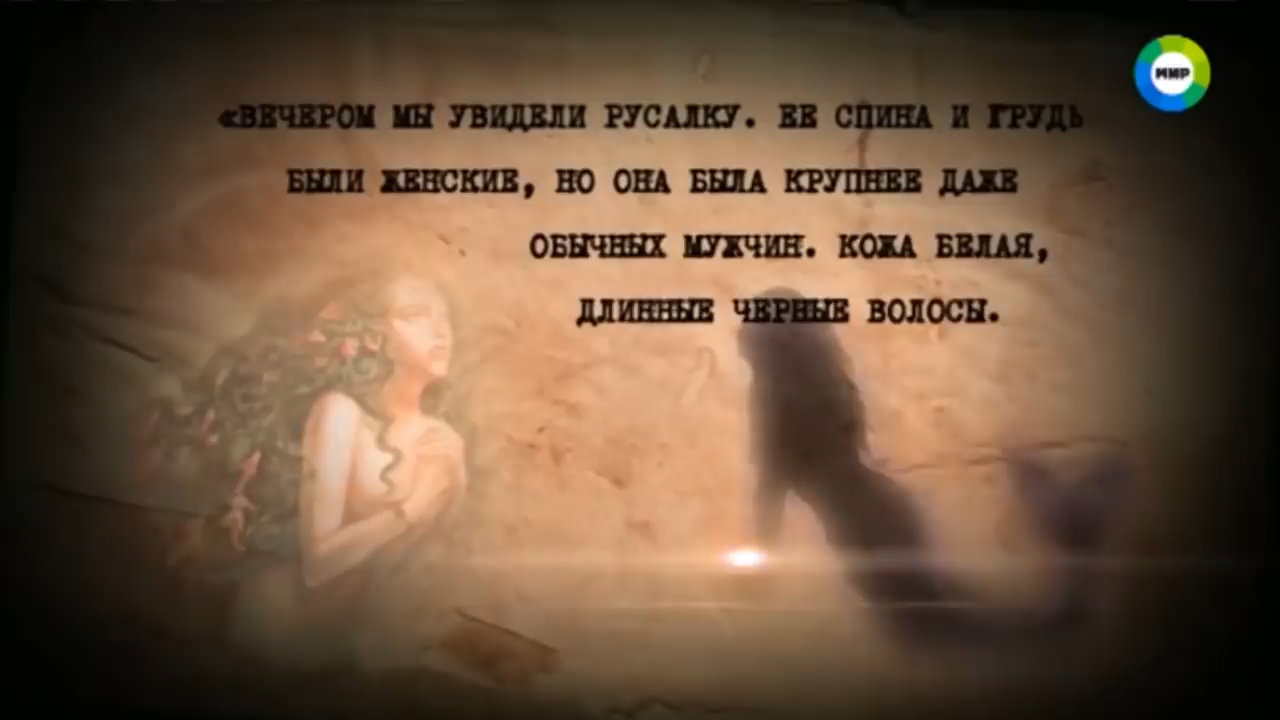 МИР
«ВЕЧЕРОМ МЫ УВИДЕЛИ РУСАЛКУ. ЕЕ СПИНА И ГРУДЬ
БЫЛИ ЖЕНСКИЕ, НО ОНА БЫЛА КРУПНЕЕ ДАЖЕ
ОБЫЧНЫХ МУЖЧИН. КОЖА БЕЛАЯ,
ДЛИННЫЕ ЧЕРНЫЕ ВОЛОСЫ.